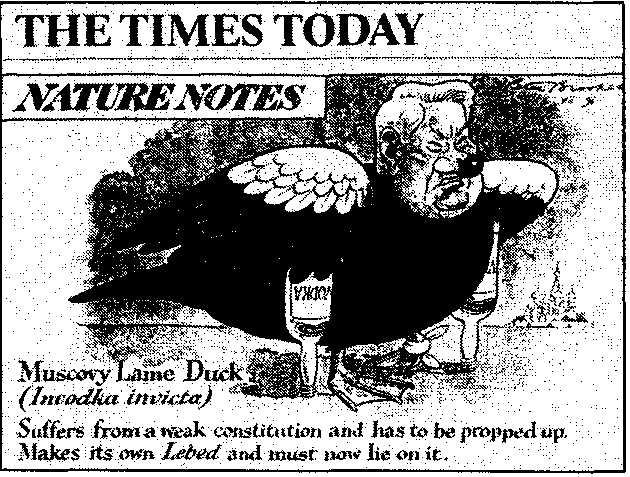 THE TIMES TODAY
NATURE NOTES
VODKA
Muscovy Lame Duck
(Invodka invicta)
Suffers from a weak constitution and has to be propped up.
Makes its own Lebed and must now lie on it.